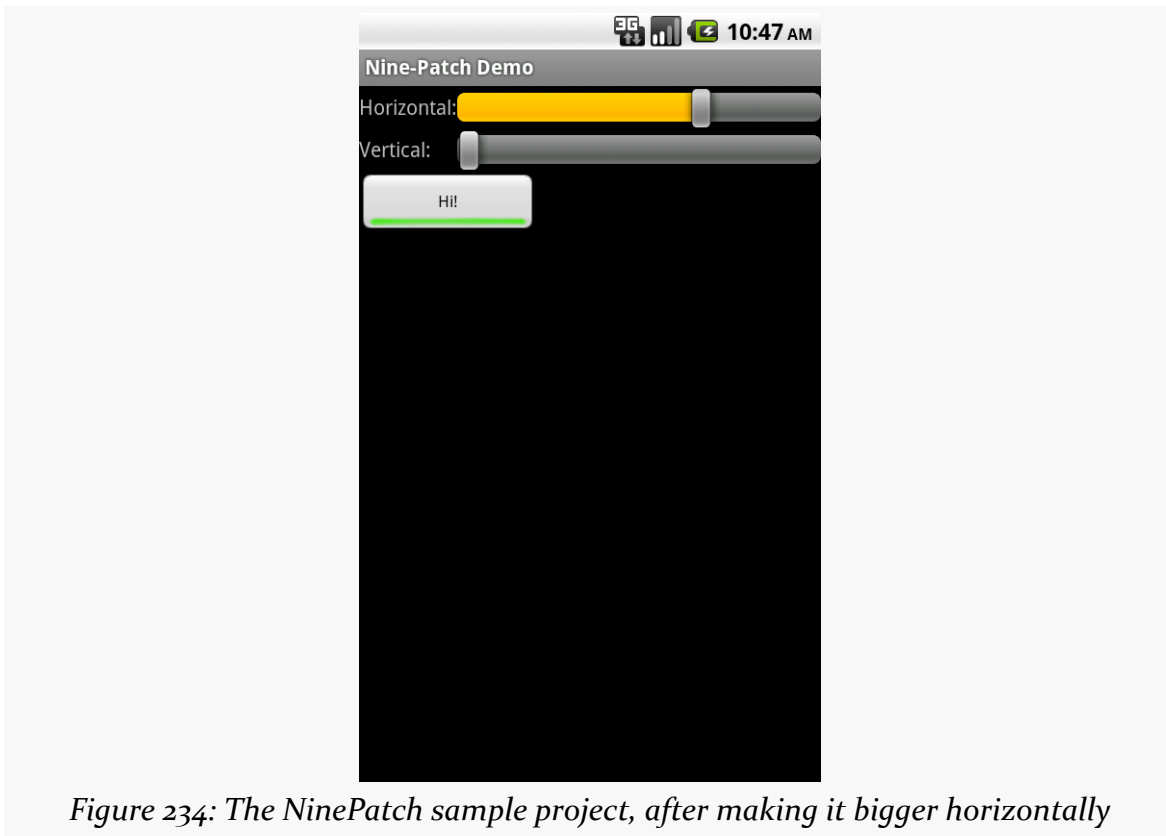 3G 10:47 AM
Nine-Patch Demo
Horizontal:
Vertical:
Hi!
Figure 234: The NinePatch sample project, after making it bigger horizontally